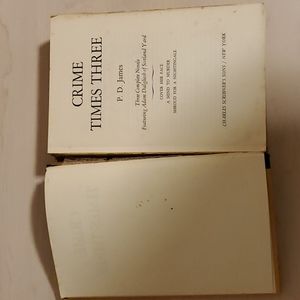 CRIME
TIMES THREE
P. D. James
Three Complete Novels
Featuring Adam Dalgliesh of Scotland Yard
COVER HER FACE
A MIND TO MURDER
SHROUD FOR A NIGHTINGALE
CHARLES SCRIBNER'S SONS / NEW YORK